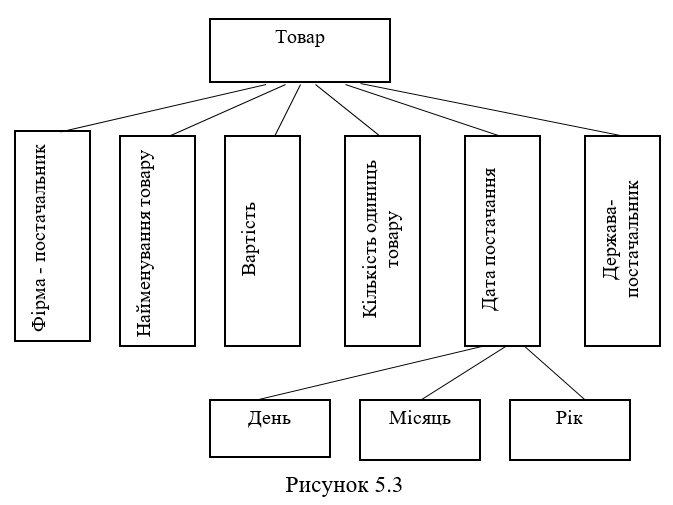 Товар
Фірма - постачальник
Найменування товару
Вартість
Кількість одиниць
товару
Дата постачання
Держава-
постачальник
День
Місяць
Рік
Рисунок 5.3